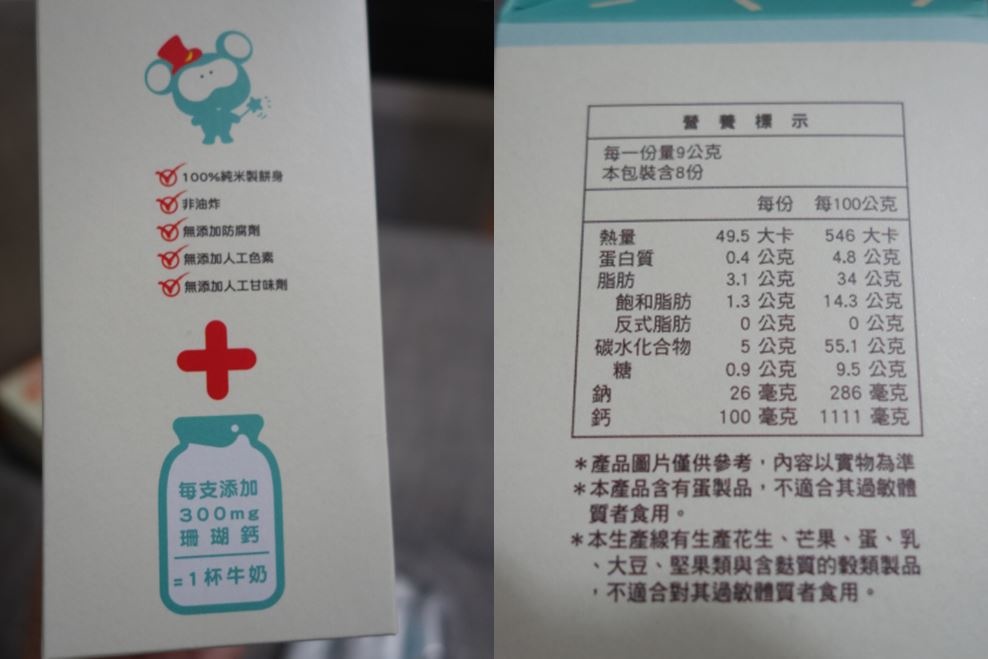 100%純米製餅身
非油炸
無添加防腐劑
無添加人工色素
無添加人工甘味劑
每支添加
300mg
珊瑚鈣
=1杯牛奶
營養標示
每一份量9公克
本包裝含8份
每份 每100公克
熱量 49.5 大卡 546 大卡
蛋白質 0.4 公克 4.8 公克
脂肪 3.1 公克 34 公克
飽和脂肪 1.3 公克 14.3 公克
反式脂肪 0 公克 0 公克
碳水化合物 5 公克 55.1 公克
糖 0.9 公克 9.5 公克
鈉 26 毫克 286 毫克
鈣 100 毫克 1111 毫克
*產品圖片僅供參考,內容以實物為準
*本產品含有蛋製品,不適合其過敏體
質者食用。
*本生產線有生產花生、芒果、蛋、乳
、大豆、堅果類與含麩質的穀類製品
,不適合對其過敏體質者食用。